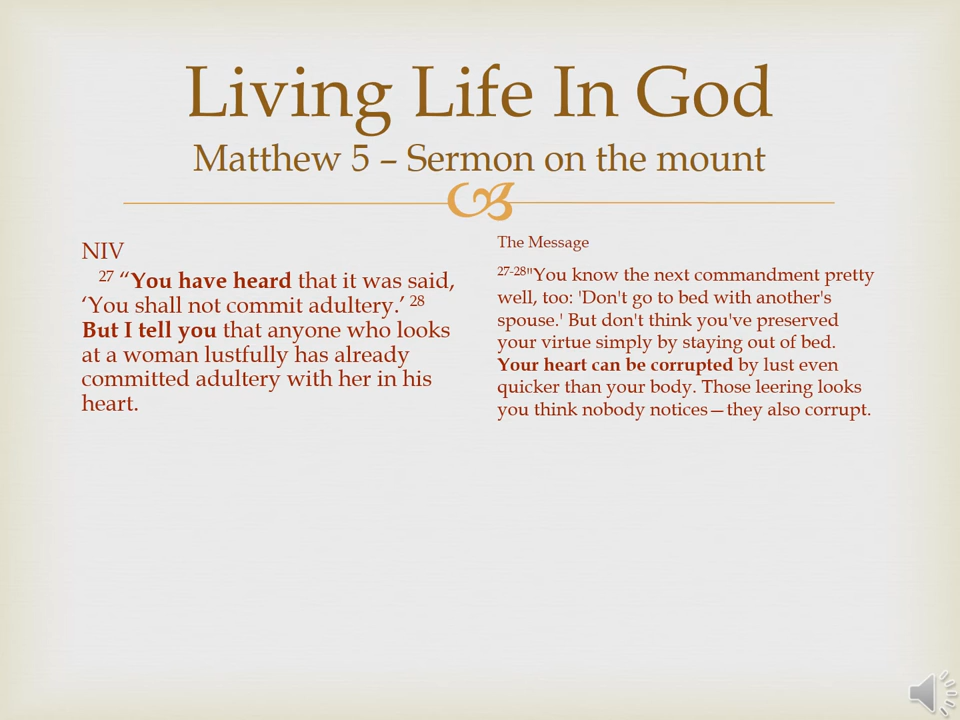 Living Life In God
Matthew 5 – Sermon on the mount
NIV
27 “You have heard that it was said,
‘You shall not commit adultery.’ 28
But I tell you that anyone who looks
at a woman lustfully has already
committed adultery with her in his
heart.
The Message
27-28"You know the next commandment pretty
well, too: 'Don't go to bed with another's
spouse.' But don't think you've preserved
your virtue simply by staying out of bed.
Your heart can be corrupted by lust even
quicker than your body. Those leering looks
you think nobody notices—they also corrupt.